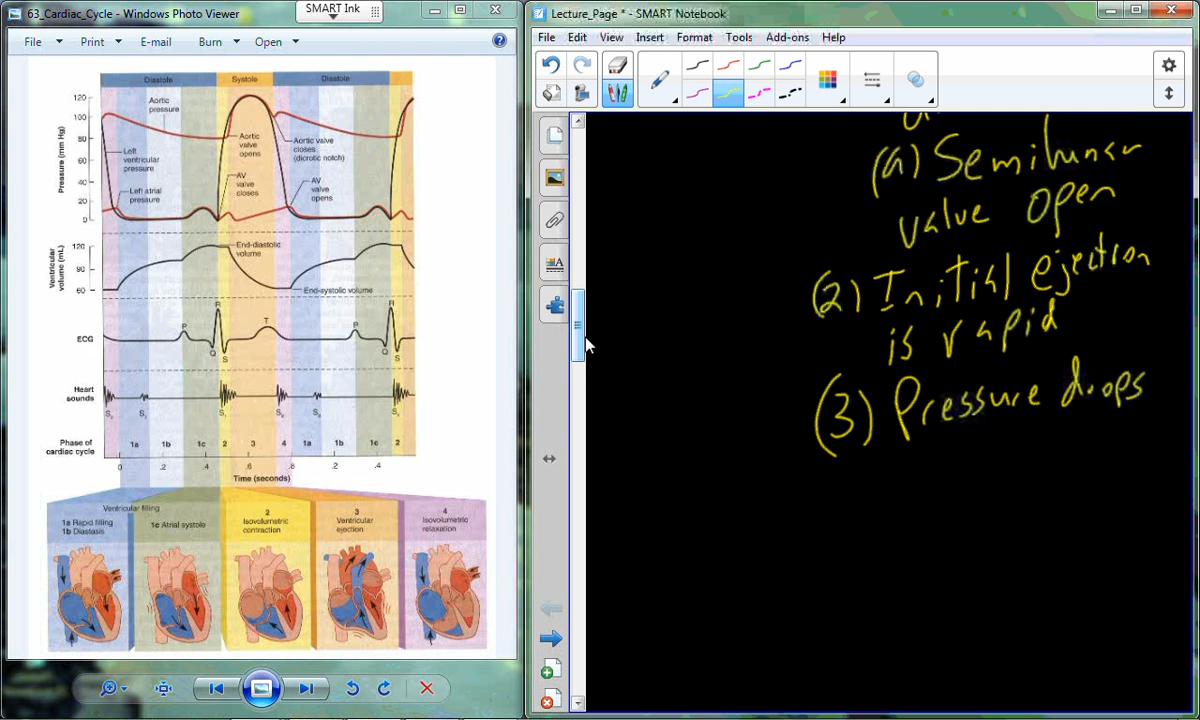 63_Cardiac_Cycle - Windows Photo Viewer
SMART Ink
File Print E-mail Burn Open
Diastole Systole Diastole
Pressure (mm Hg)
120
100
80
60
40
20
0
Aortic
pressure
Left
ventricular
pressure
Left atrial
pressure
Aortic
valve
opens
AV
valve
closes
Aortic valve
closes
(dicrotic notch)
AV
valve
opens
Ventricular
volume (mL)
120
90
60
End-diastolic
volume
End-systolic volume
ECG
P
R
Q
S
T
P
R
Q
S
Heart
sounds
S₂ S₃ S₁ S₂ S₃ S₁
Phase of
cardiac cycle
1a 1b 1c 2 3 4 1a 1b 1c 2
0 .2 .4 .6 .8 .2 .4
Time (seconds)
Ventricular filling
1a Rapid filling
1b Diastasis
1c Atrial systole
2
Isovolumetric
contraction
3
Ventricular
ejection
4
Isovolumetric
relaxation
Lecture_Page * - SMART Notebook
File Edit View Insert Format Tools Add-ons Help
(a) Semilunar
valve open
(2) Initial ejection
is rapid
(3) Pressure drops